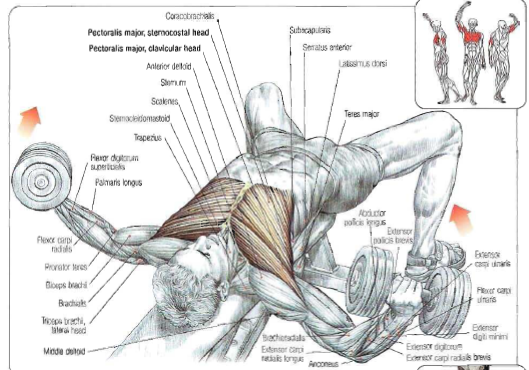 Coracobrachialis
Pectoralis major, sternocostal head
Pectoralis major, clavicular head
Anterior deltoid
Sternum
Scalenes
Sternocleidomastoid
Trapezius
Flexor digitorum
superficialis
Palmaris longus
Flexor carpi
radialis
Pronator teres
Biceps brachii
Brachialis
Triceps brachii,
lateral head
Middle deltoid
Subscapularis
Serratus anterior
Latissimus dorsi
Teres major
Abductor
pollicis longus
Extensor
pollicis brevis
Extensor
carpi ulnaris
Flexor carpi
ulnaris
Extensor
digiti minimi
Brachioradialis
Extensor carpi
radialis longus
Anconeus
Extensor digitorum
Extensor carpi radialis brevis